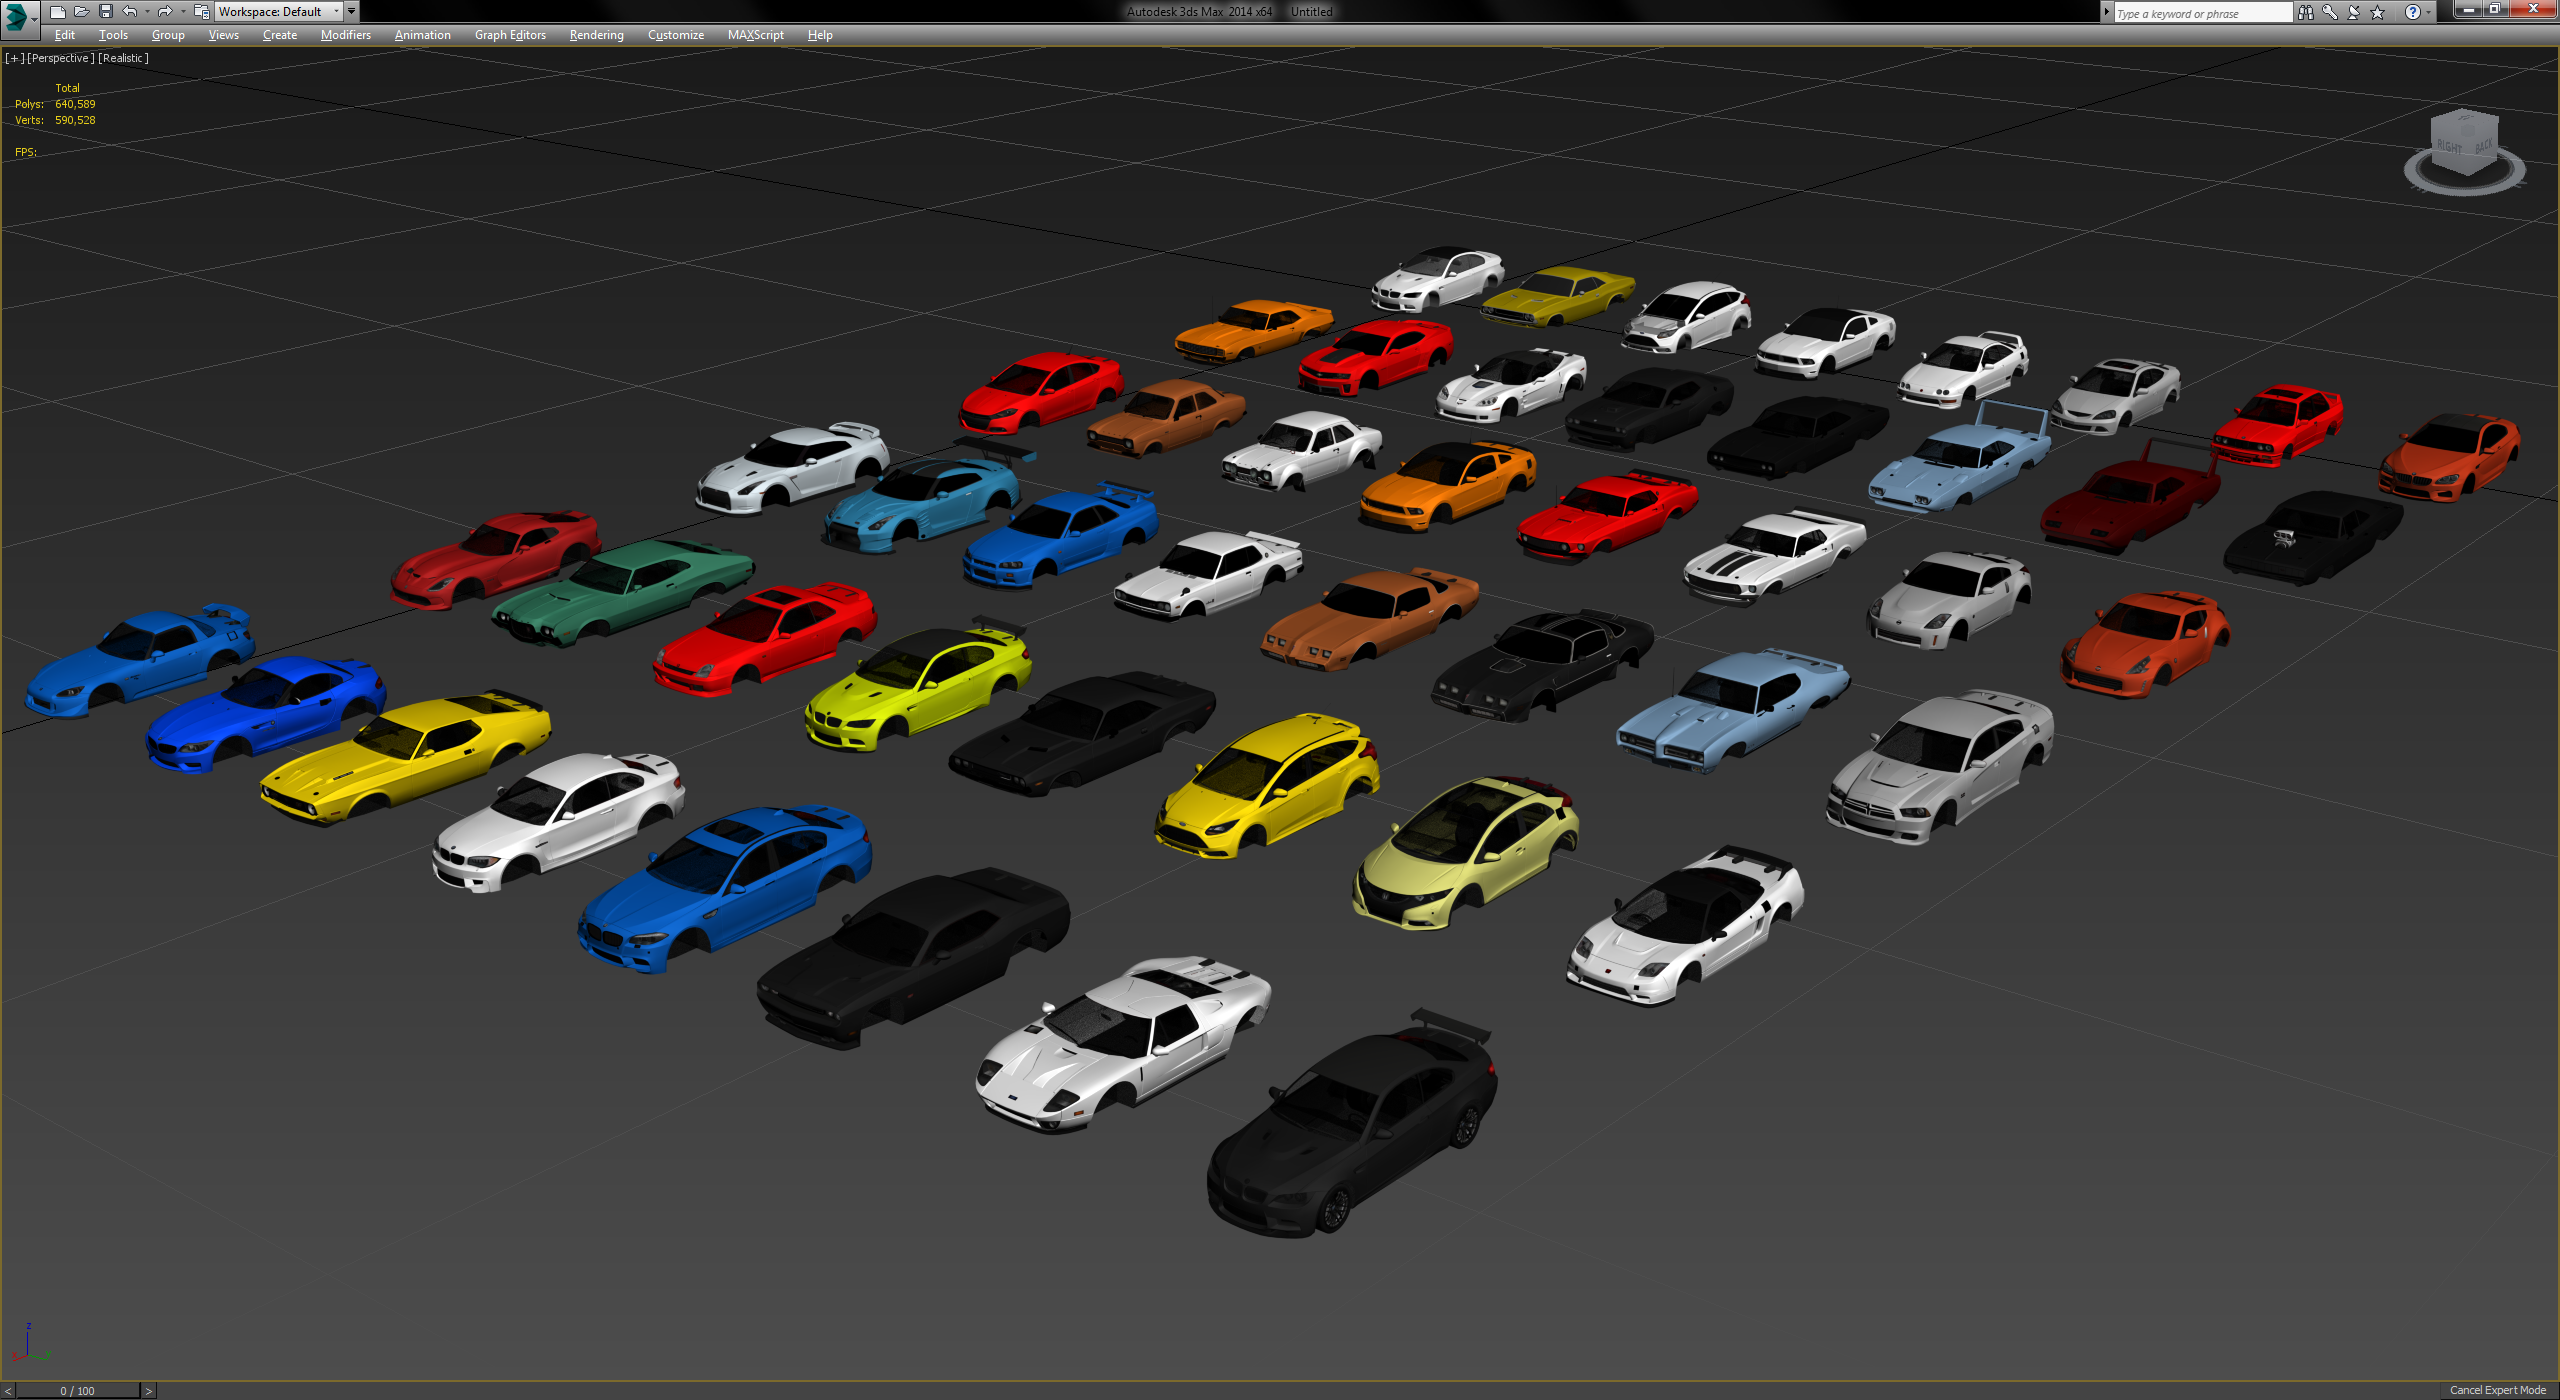 Workspace: Default
Autodesk 3ds Max 2014 x64 Untitled
Type a keyword or phrase
Edit Tools Group Views Create Modifiers Animation Graph Editors Rendering Customize MAXScript Help
[+] [Perspective ] [Realistic ]
Total
Polys: 640,589
Verts: 590,528
FPS:
RIGHT BACK
z
0 / 100
Cancel Expert Mode